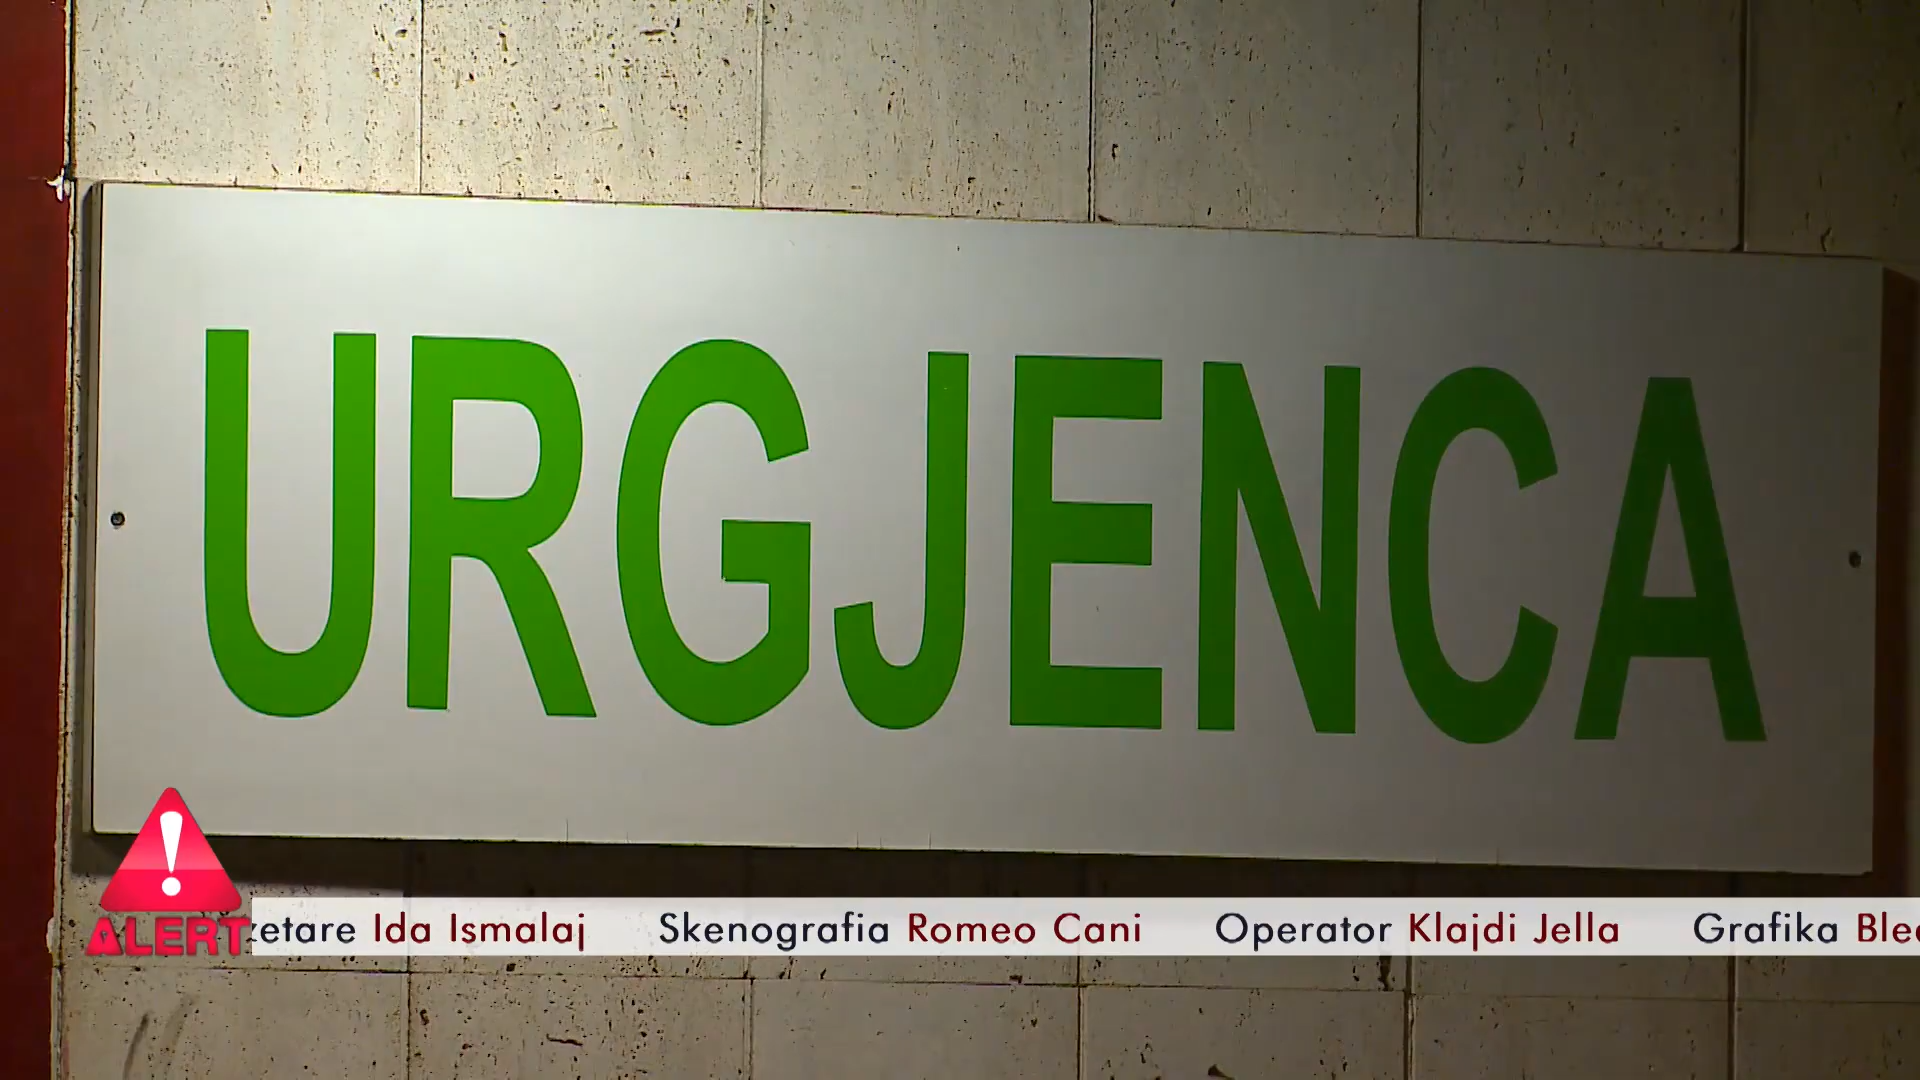 URGJENCA
ALERT
Ida Ismalaj Skenografia Romeo Cani Operator Klajdi Jella Grafika